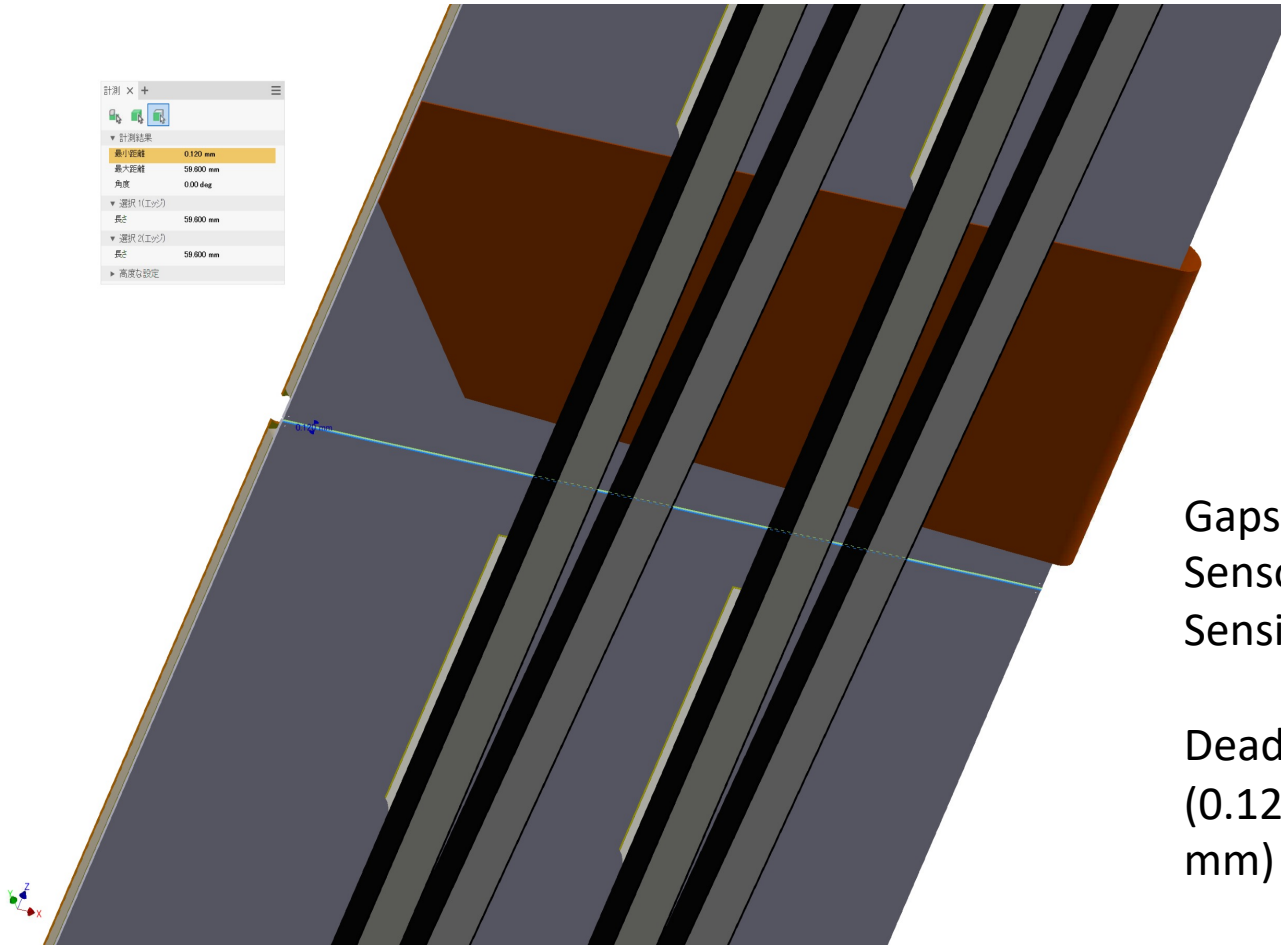 計測 × +
計測結果
最小距離 0.120 mm
最大距離 59.600 mm
角度 0.00 deg
選択 1(エッジ)
長さ 59.600 mm
選択 2(エッジ)
長さ 59.600 mm
高度な設定
0.120 mm
Gaps
Senso
Sensi
Dead
(0.12
mm)
Y Z
X